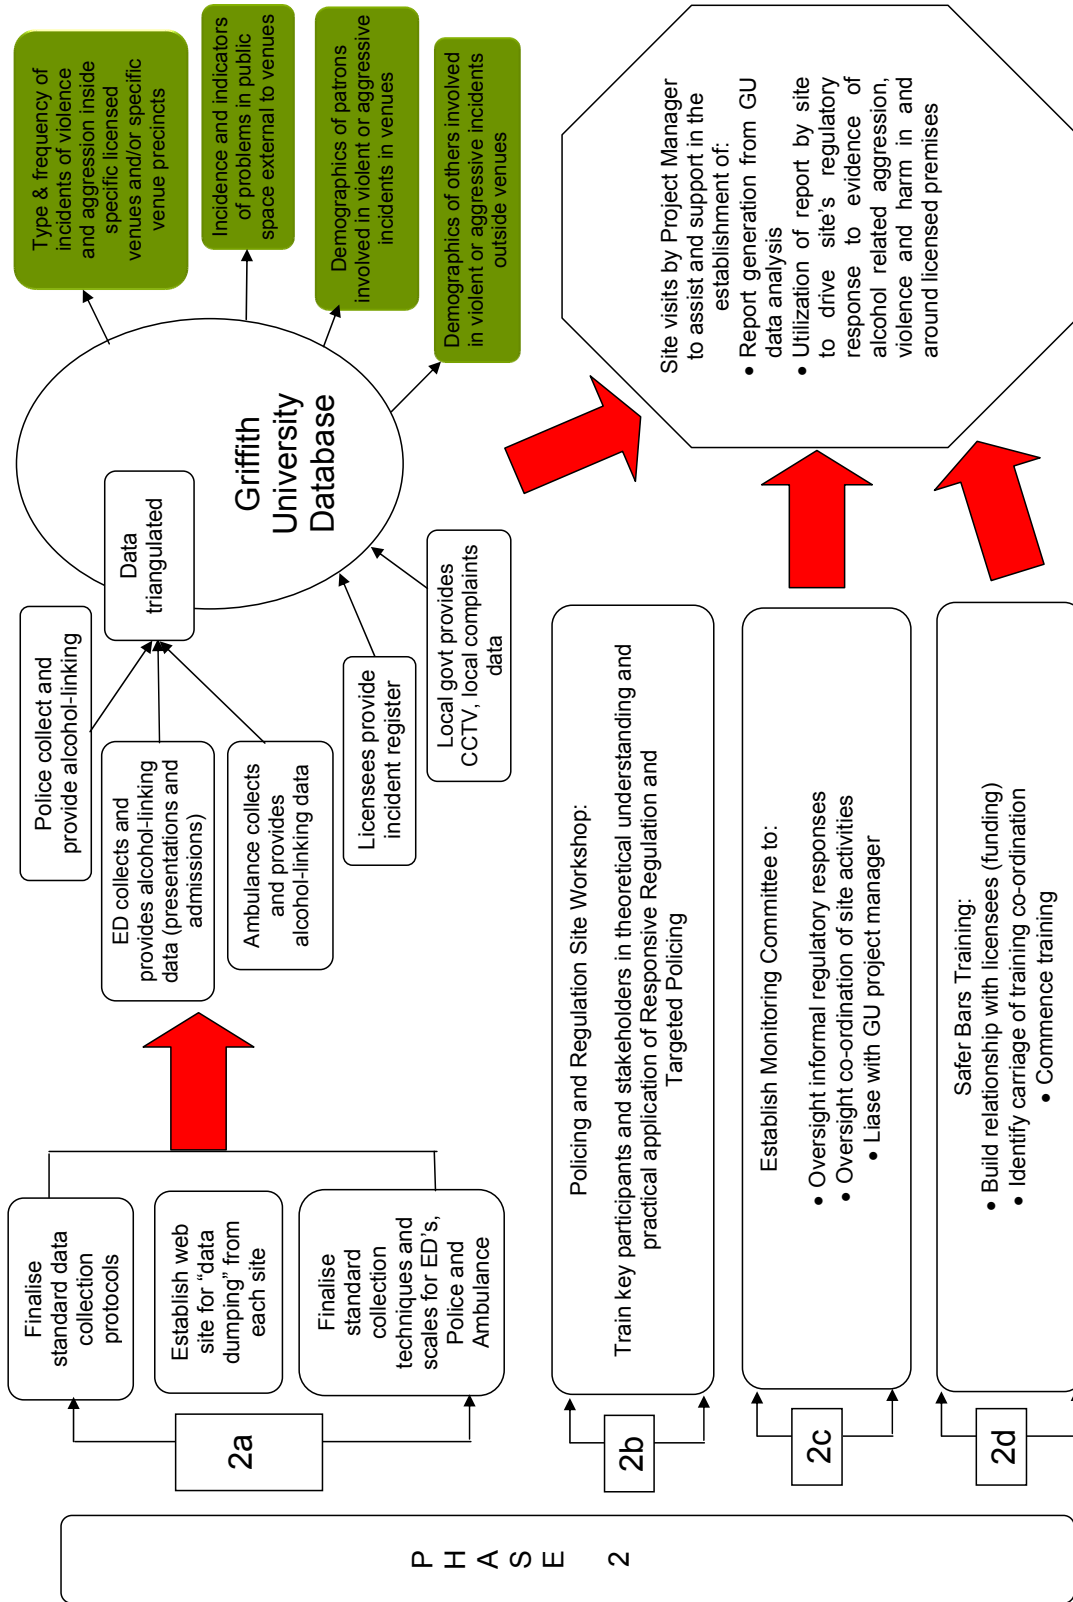 PHASE 2
2a
Finalise
standard data
collection
protocols
Establish web
site for “data
dumping” from
each site
Finalise
standard
collection
techniques and
scales for ED’s,
Police and
Ambulance
Police collect and
provide alcohol-linking
ED collects and
provides alcohol-linking
data (presentations and
admissions)
Ambulance collects
and provides
alcohol-linking data
Licensees provide
incident register
Local govt provides
CCTV, local complaints
data
Data
triangulated
Griffith
University
Database
Type & frequency of
incidents of violence
and aggression inside
specific licensed
venues and/or specific
venue precincts
Incidence and indicators
of problems in public
space external to venues
Demographics of patrons
involved in violent or aggressive
incidents in venues
Demographics of others involved
in violent or aggressive incidents
outside venues
2b
Policing and Regulation Site Workshop:
Train key participants and stakeholders in theoretical understanding and
practical application of Responsive Regulation and
Targeted Policing
2c
Establish Monitoring Committee to:
• Oversight informal regulatory responses
• Oversight co-ordination of site activities
• Liase with GU project manager
2d
Safer Bars Training:
• Build relationship with licensees (funding)
• Identify carriage of training co-ordination
• Commence training
Site visits by Project Manager
to assist and support in the
establishment of:
• Report generation from GU
data analysis
• Utilization of report by site
to drive site’s regulatory
response to evidence of
alcohol related aggression,
violence and harm in and
around licensed premises